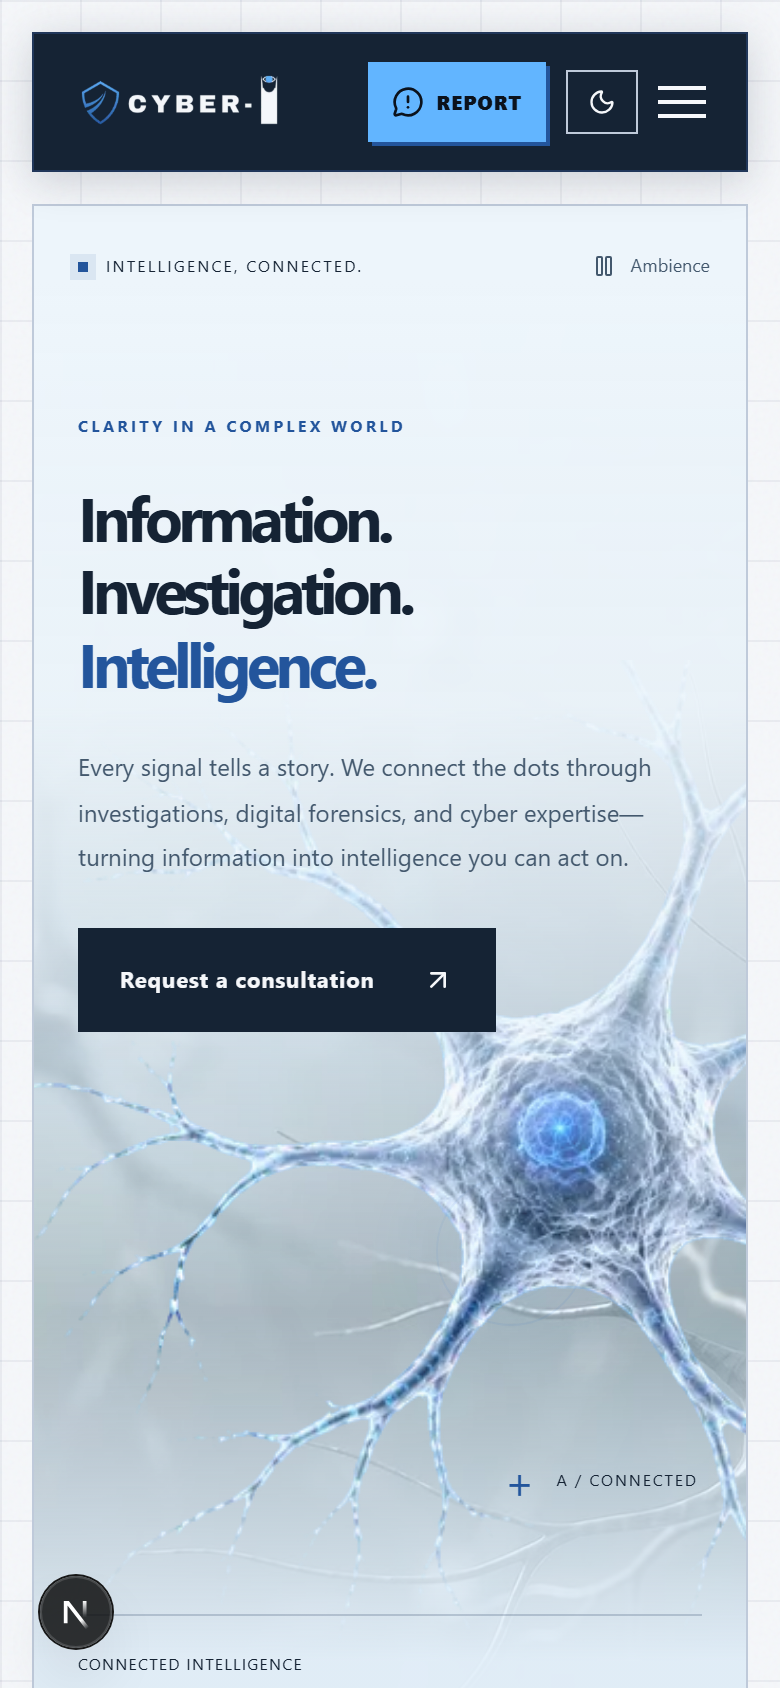 CYBER-
REPORT
INTELLIGENCE, CONNECTED.
Ambience
CLARITY IN A COMPLEX WORLD
Information.
Investigation.
Intelligence.
Every signal tells a story. We connect the dots through
investigations, digital forensics, and cyber expertise—
turning information into intelligence you can act on.
Request a consultation
A / CONNECTED
N
CONNECTED INTELLIGENCE